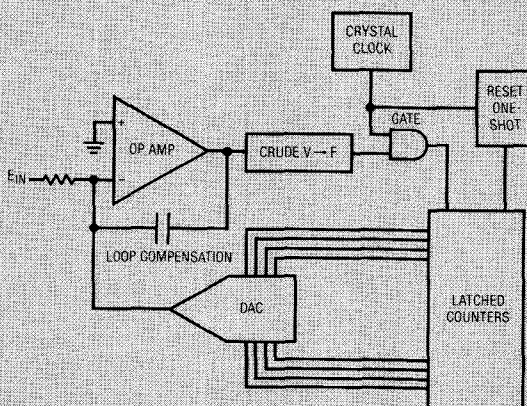 CRYSTAL
CLOCK
RESET
ONE-
SHOT
GATE
+
OP AMP
CRUDE V → F
EIN
−
LOOP COMPENSATION
DAC
LATCHED
COUNTERS